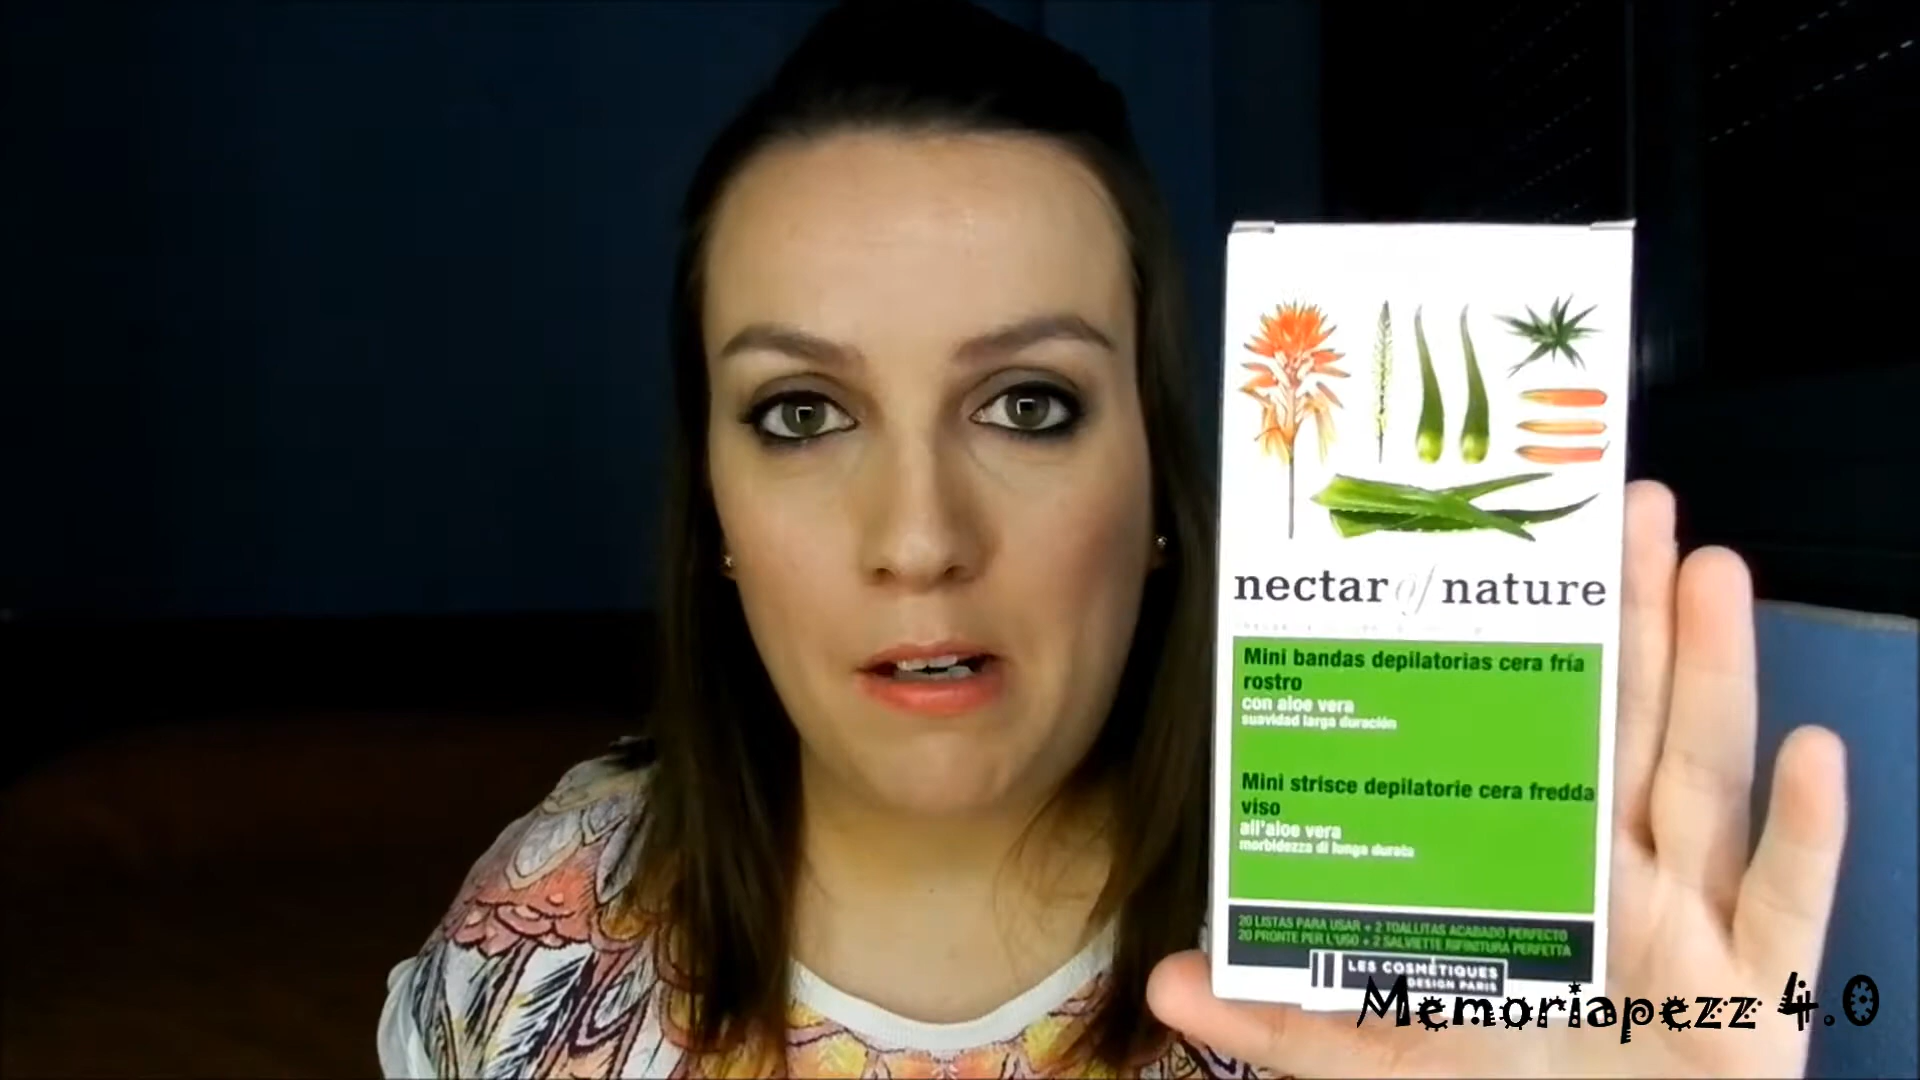 nectar of nature
Mini bandas depilatorias cera fría
rostro
con aloe vera
suavidad larga duración
Mini strisce depilatorie cera fredda
viso
all'aloe vera
morbidezza di lunga durata
20 LISTAS PARA USAR + 2 TOALLITAS ACABADO PERFECTO
20 PRONTE PER L'USO + 2 SALVIETTE RIFINITURA PERFETTA
LES COSMÉTIQUES
DESIGN PARIS
Memoriapezz 4.0